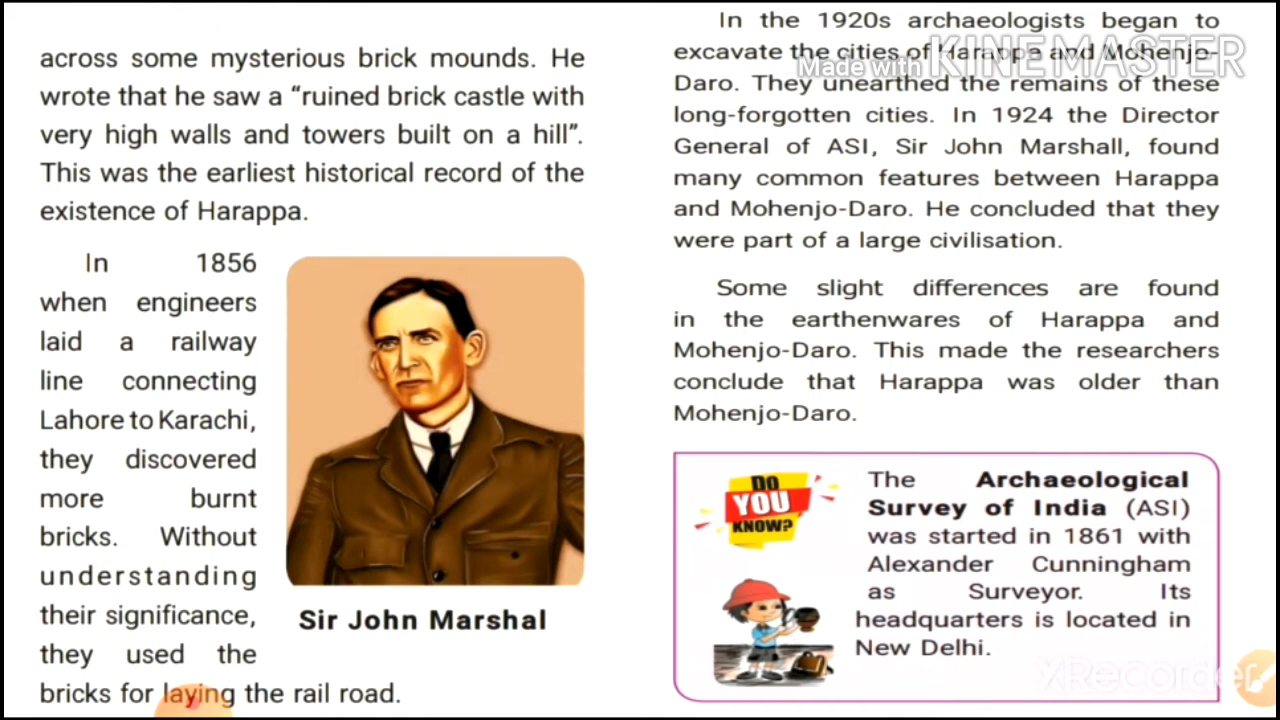 across some mysterious brick mounds. He
wrote that he saw a “ruined brick castle with
very high walls and towers built on a hill”.
This was the earliest historical record of the
existence of Harappa.
In 1856
when engineers
laid a railway
line connecting
Lahore to Karachi,
they discovered
more burnt
bricks. Without
understanding
their significance,
they used the
bricks for laying the rail road.
Sir John Marshal
In the 1920s archaeologists began to
excavate the cities of Harappa and Mohenjo-
Daro. They unearthed the remains of these
long-forgotten cities. In 1924 the Director
General of ASI, Sir John Marshall, found
many common features between Harappa
and Mohenjo-Daro. He concluded that they
were part of a large civilisation.
Some slight differences are found
in the earthenwares of Harappa and
Mohenjo-Daro. This made the researchers
conclude that Harappa was older than
Mohenjo-Daro.
DO
YOU
KNOW?
The Archaeological
Survey of India (ASI)
was started in 1861 with
Alexander Cunningham
as Surveyor. Its
headquarters is located in
New Delhi.
Made with KINEMASTER
XRecorder